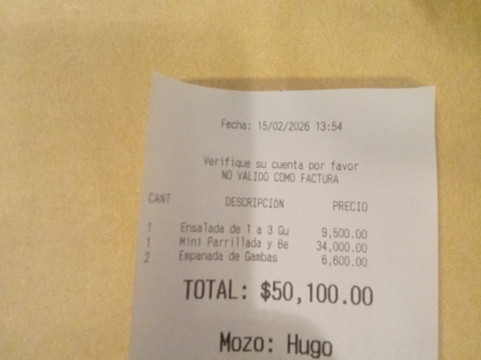 Fecha: 15/02/2026 13:54
Verifique su cuenta por favor
NO VALIDO COMO FACTURA
CANT DESCRIPCIÓN PRECIO
1 Ensalada de 1 a 3 Gu 9,500.00
1 Mini Parrillada y Be 34,000.00
2 Empanada de Gambas 6,600.00
TOTAL: $50,100.00
Mozo: Hugo